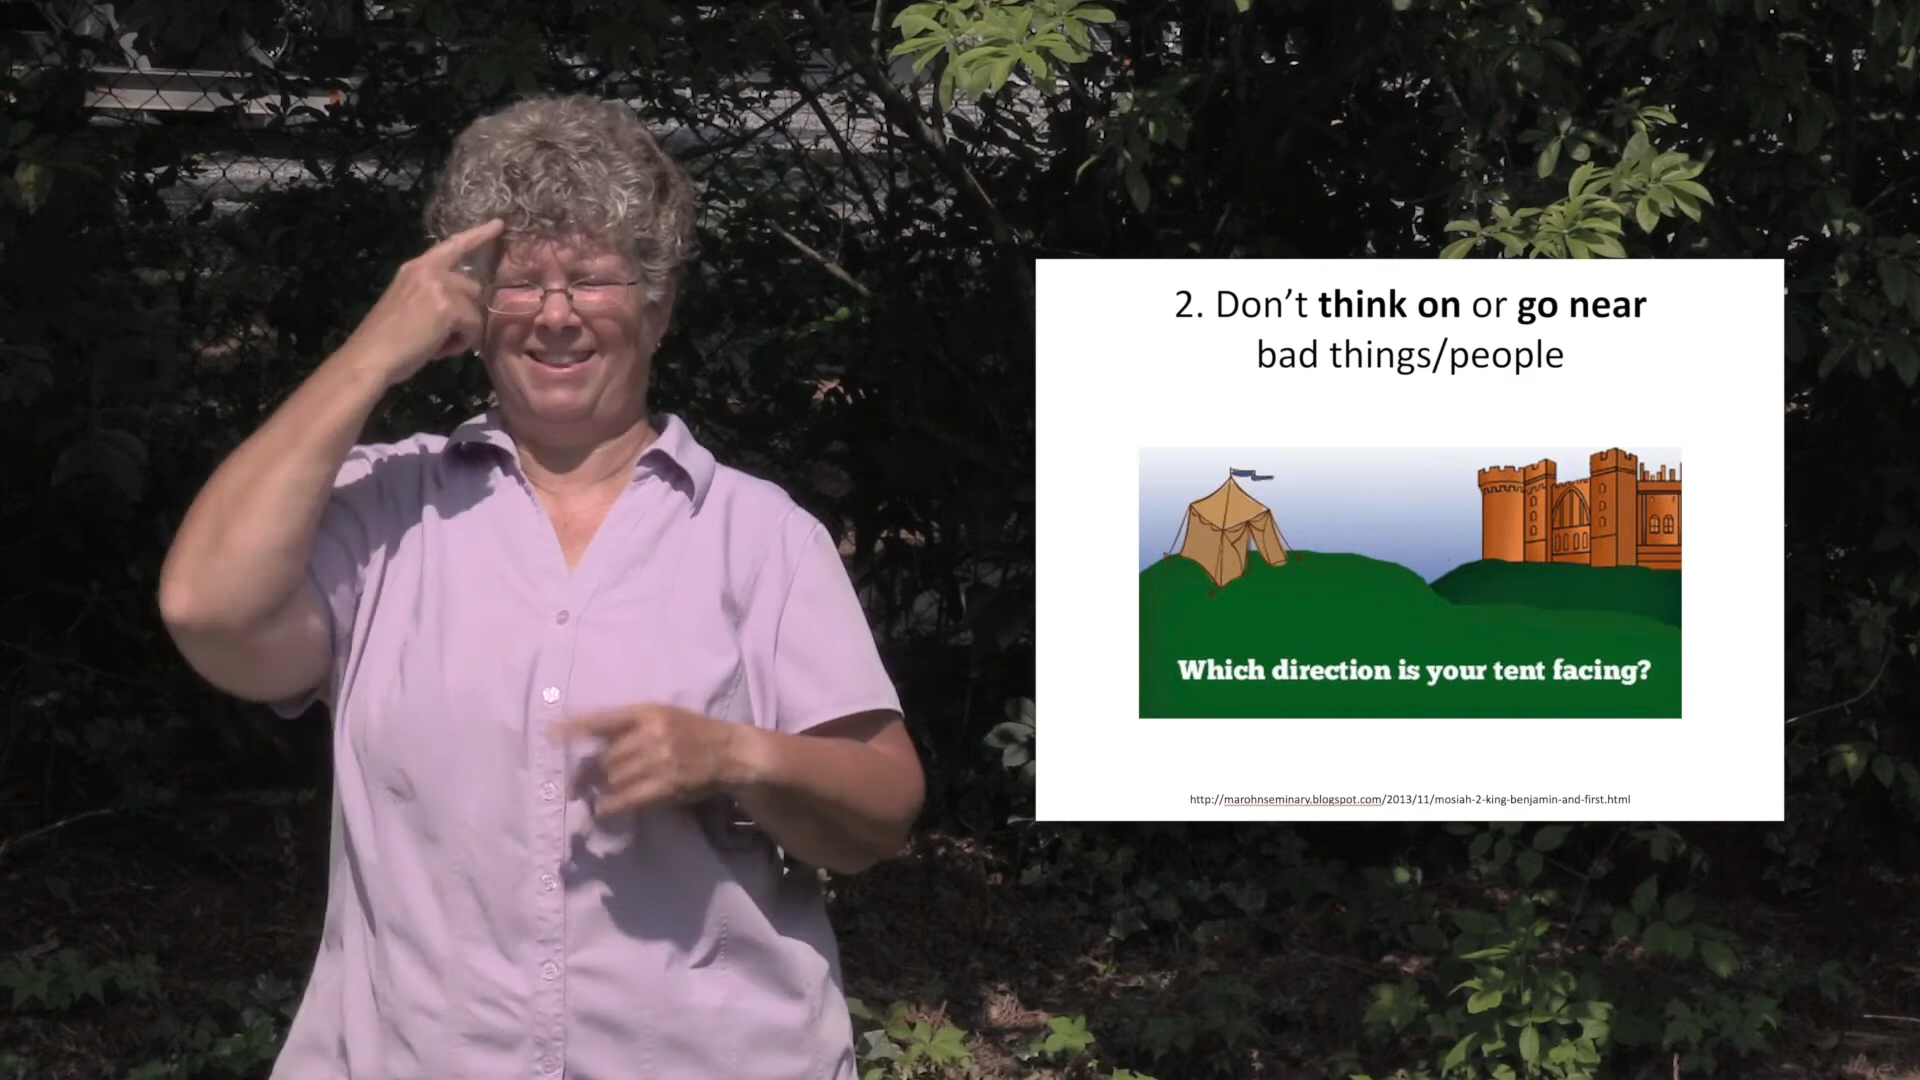 2. Don’t think on or go near
bad things/people
Which direction is your tent facing?
http://marohnseminary.blogspot.com/2013/11/mosiah-2-king-benjamin-and-first.html